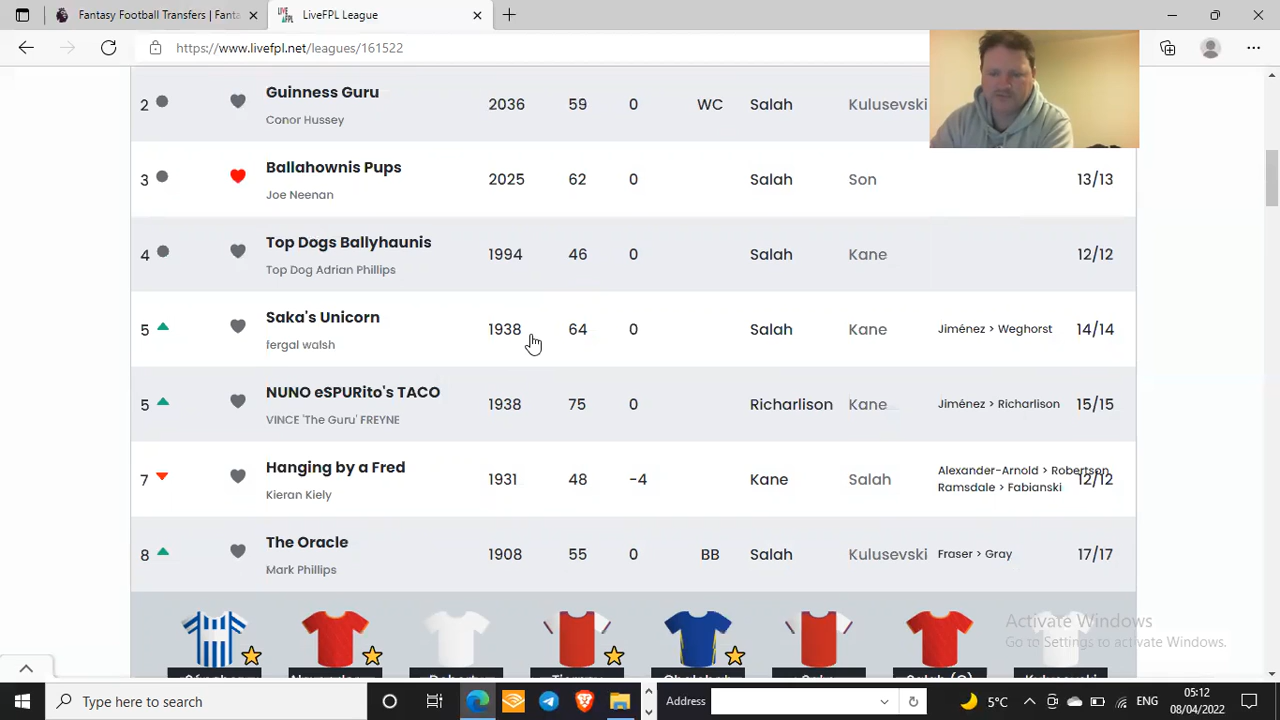 Fantasy Football Transfers | Fanta
LiveFPL League
https://www.livefpl.net/leagues/161522
2 Guinness Guru 2036 59 0 WC Salah Kulusevski
Conor Hussey
3 Ballahownis Pups 2025 62 0 Salah Son 13/13
Joe Neenan
4 Top Dogs Ballyhaunis 1994 46 0 Salah Kane 12/12
Top Dog Adrian Phillips
5 Saka's Unicorn 1938 64 0 Salah Kane Jiménez > Weghorst 14/14
fergal walsh
5 NUNO eSPURito's TACO 1938 75 0 Richarlison Kane Jiménez > Richarlison 15/15
VINCE 'The Guru' FREYNE
7 Hanging by a Fred 1931 48 -4 Kane Salah Alexander-Arnold > Robertson 12/12
Kieran Kiely Ramsdale > Fabianski
8 The Oracle 1908 55 0 BB Salah Kulusevski Fraser > Gray 17/17
Mark Phillips
Activate Windows
Go to Settings to activate Windows.
Type here to search
Address
5°C
ENG
05:12
08/04/2022